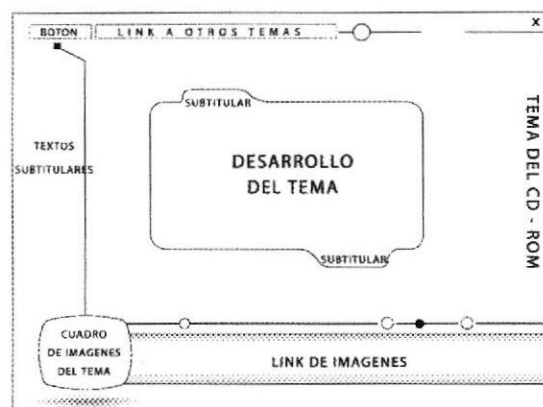 BOTON
LINK A OTROS TEMAS
X
SUBTITULAR
TEXTOS
SUBTITULARES
DESARROLLO
DEL TEMA
SUBTITULAR
TEMA DEL CD - ROM
CUADRO
DE IMAGENES
DEL TEMA
LINK DE IMAGENES